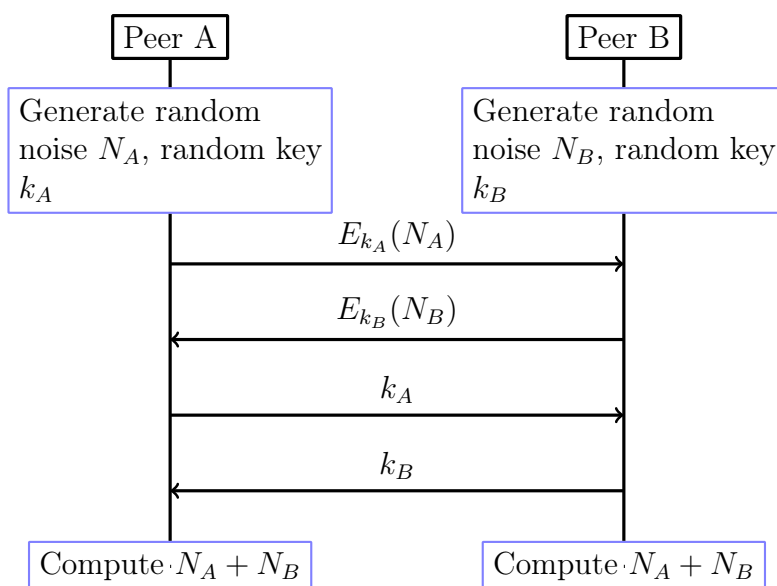 Peer A
Peer B
Generate random
noise N_A, random key
k_A
Generate random
noise N_B, random key
k_B
E_{k_A}(N_A)
E_{k_B}(N_B)
k_A
k_B
Compute N_A + N_B
Compute N_A + N_B